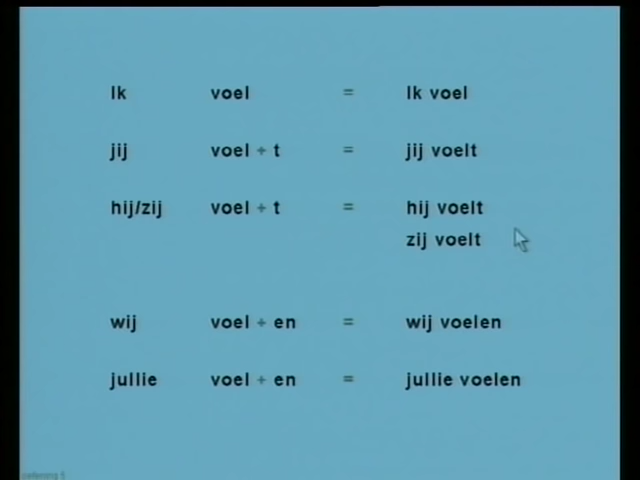 Ik voel = Ik voel
jij voel + t = jij voelt
hij/zij voel + t = hij voelt
zij voelt
wij voel + en = wij voelen
jullie voel + en = jullie voelen